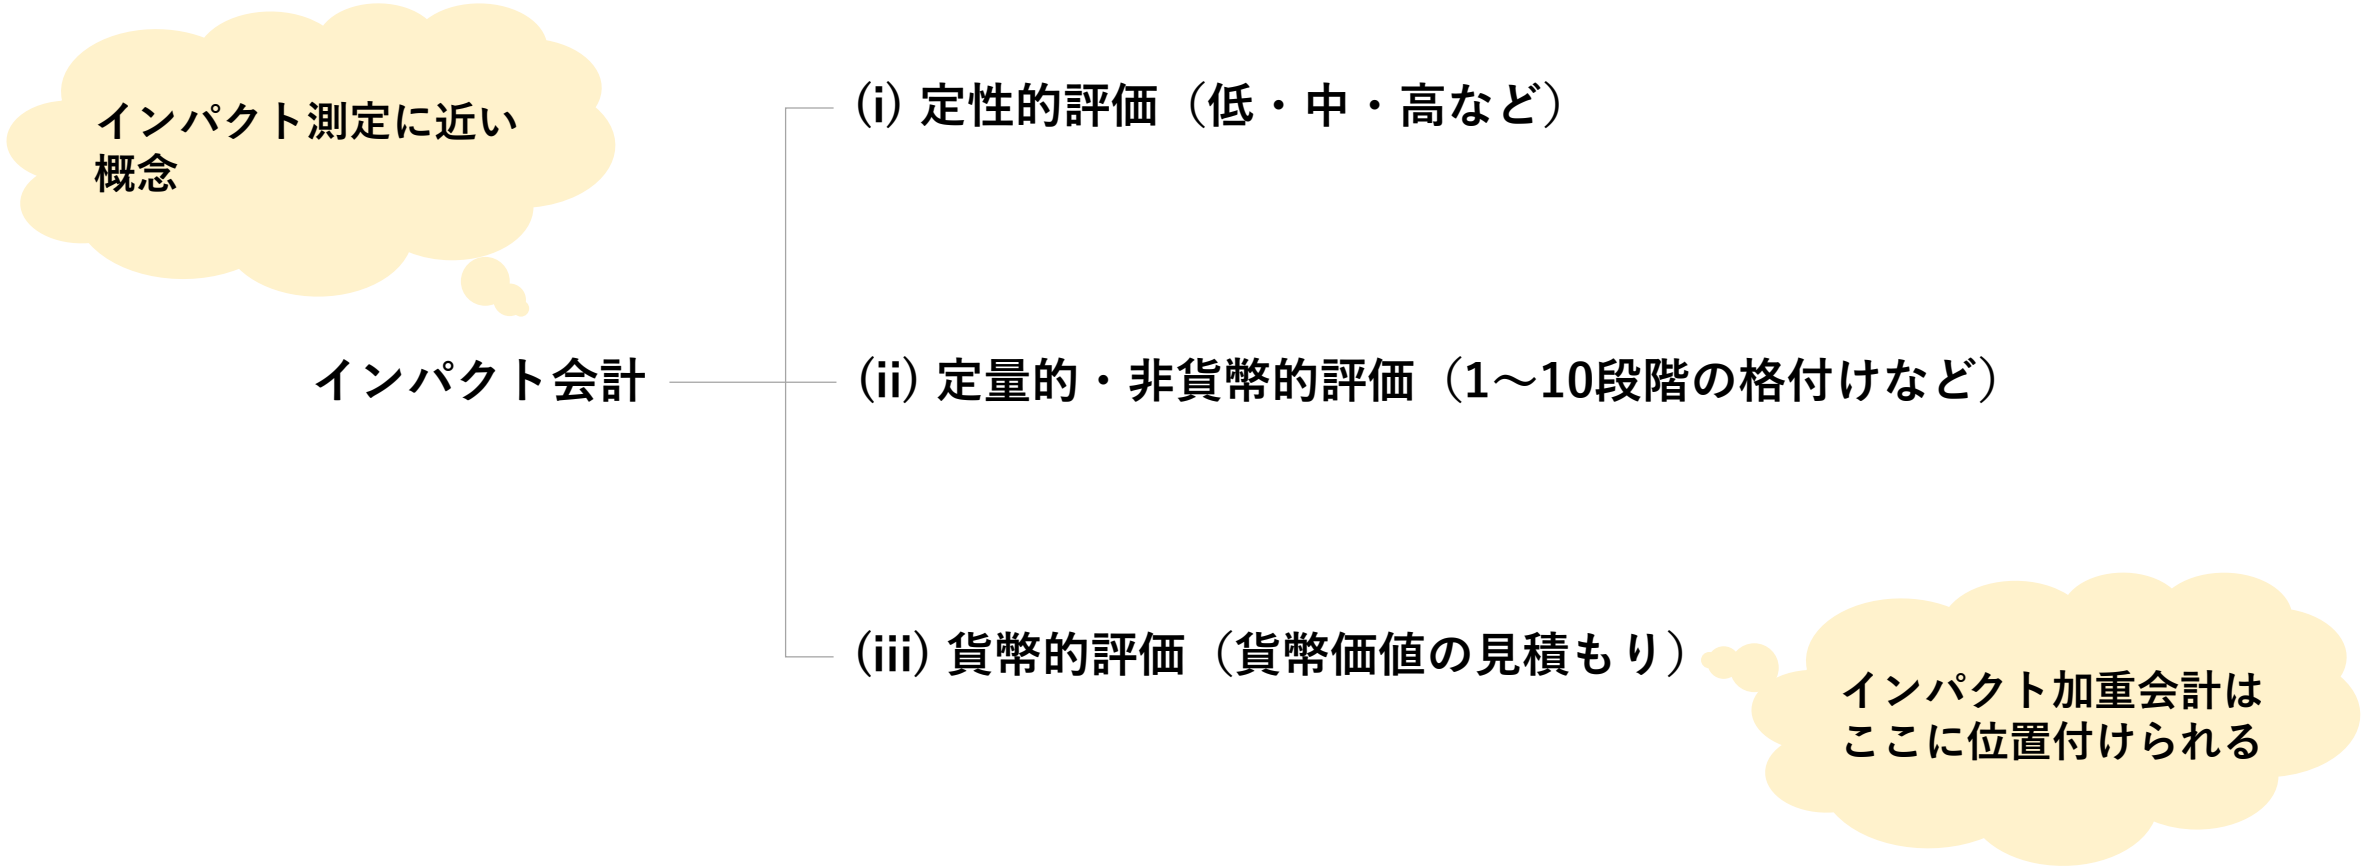 インパクト測定に近い
概念
(i) 定性的評価（低・中・高など）
インパクト会計
(ii) 定量的・非貨幣的評価（1～10段階の格付けなど）
(iii) 貨幣的評価（貨幣価値の見積もり）
インパクト加重会計は
ここに位置付けられる